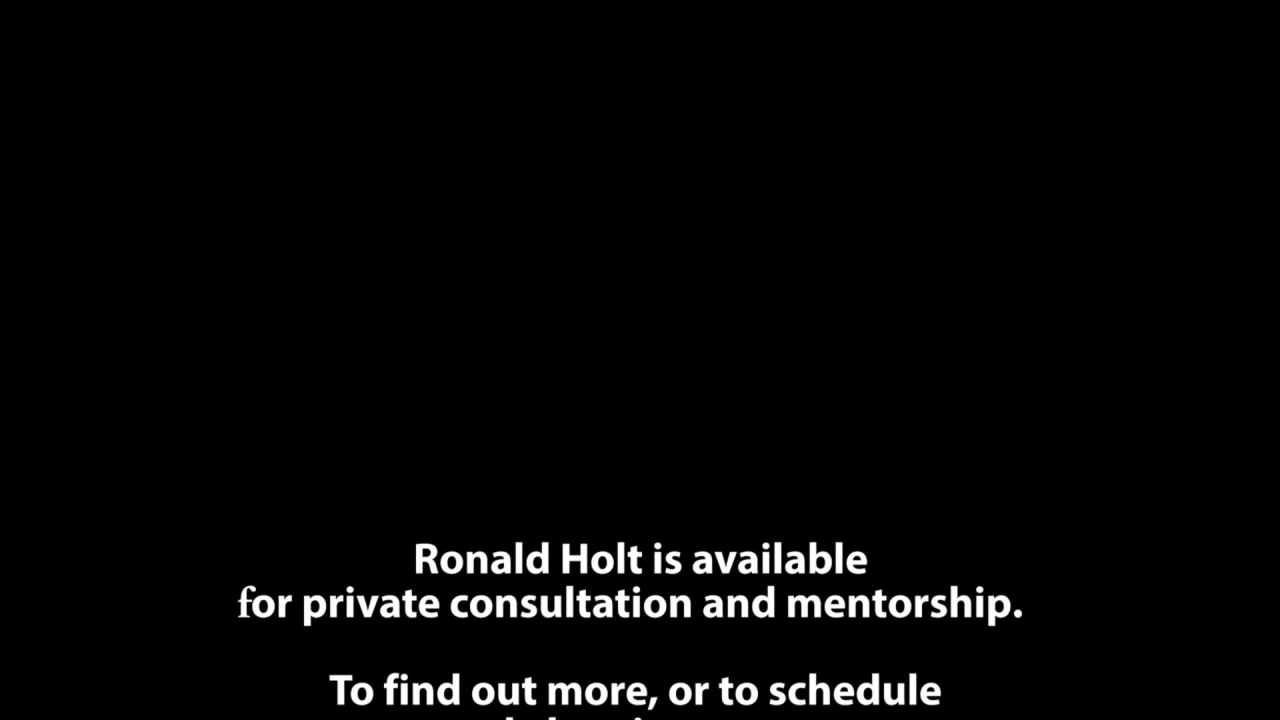 Ronald Holt is available
for private consultation and mentorship.
To find out more, or to schedule